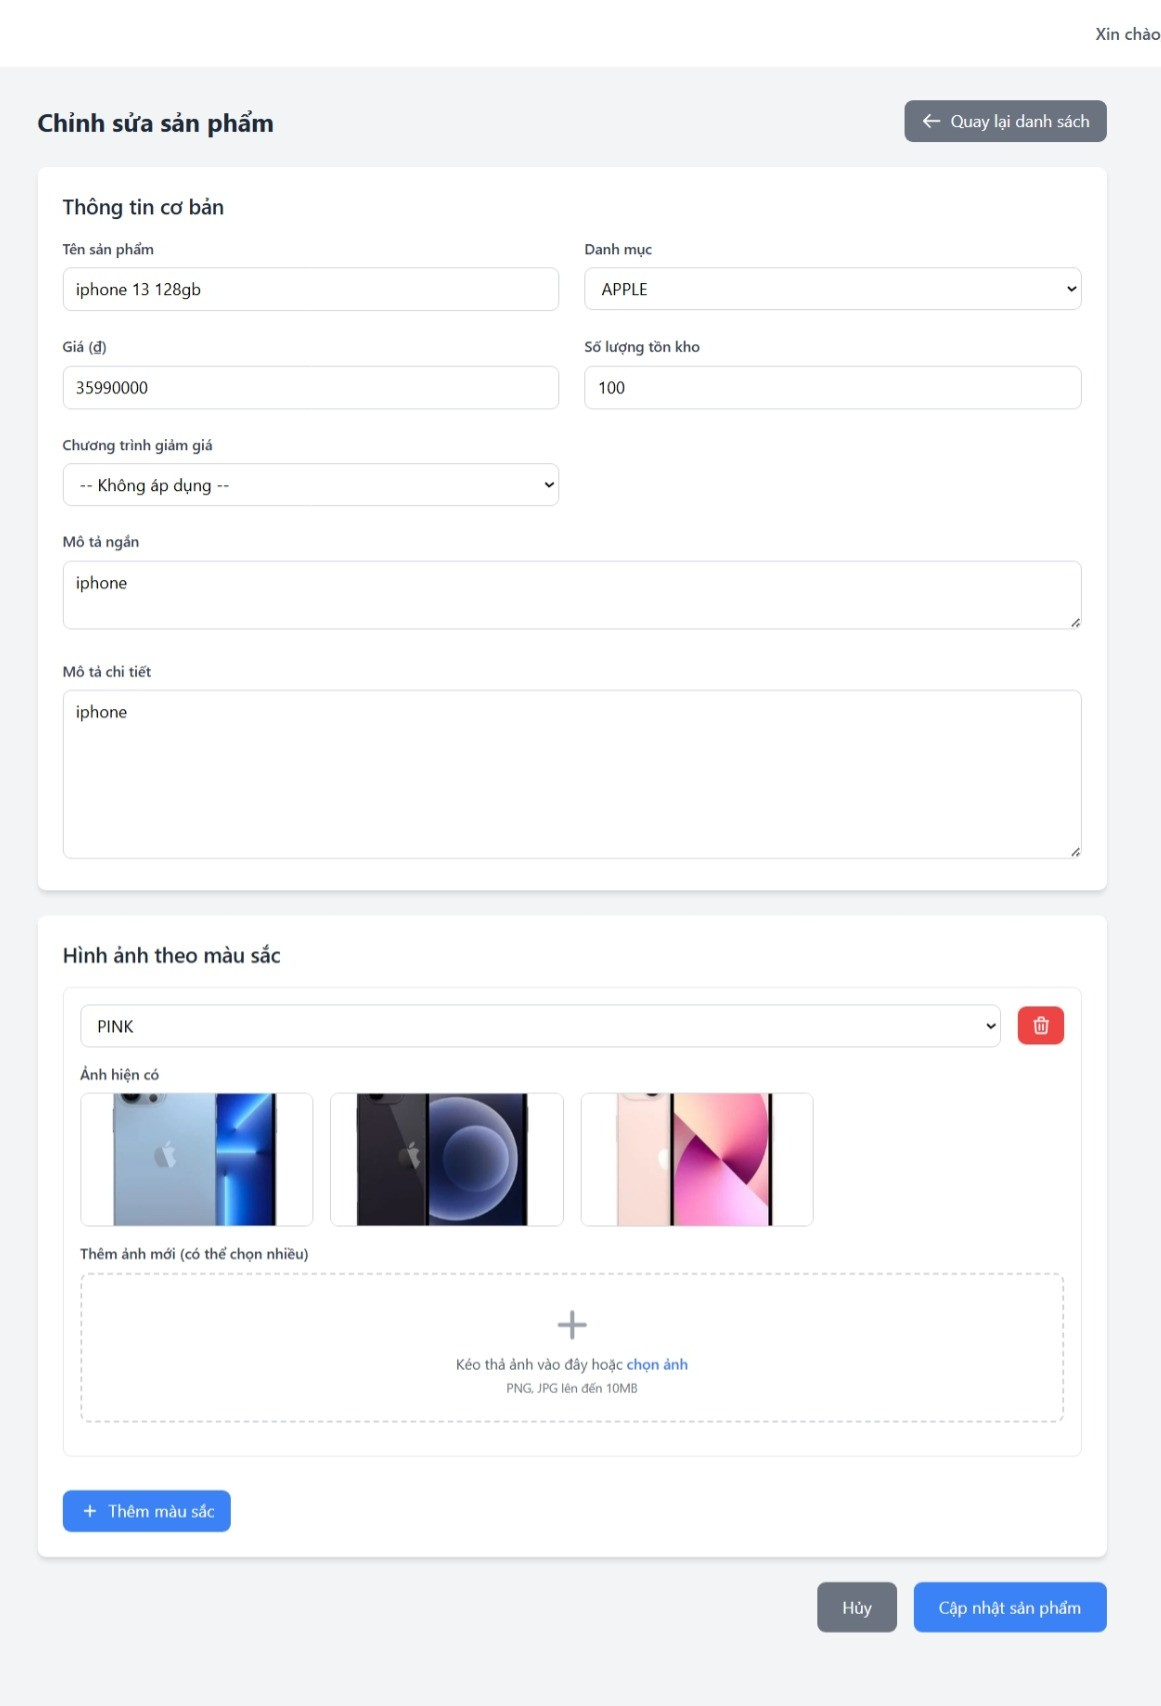 Xin chào
Chỉnh sửa sản phẩm
Quay lại danh sách
Thông tin cơ bản
Tên sản phẩm
Danh mục
iphone 13 128gb
APPLE
Giá (₫)
Số lượng tồn kho
35990000
100
Chương trình giảm giá
-- Không áp dụng --
Mô tả ngắn
iphone
Mô tả chi tiết
iphone
Hình ảnh theo màu sắc
PINK
Ảnh hiện có
Thêm ảnh mới (có thể chọn nhiều)
Kéo thả ảnh vào đây hoặc chọn ảnh
PNG, JPG lên đến 10MB
+ Thêm màu sắc
Hủy
Cập nhật sản phẩm